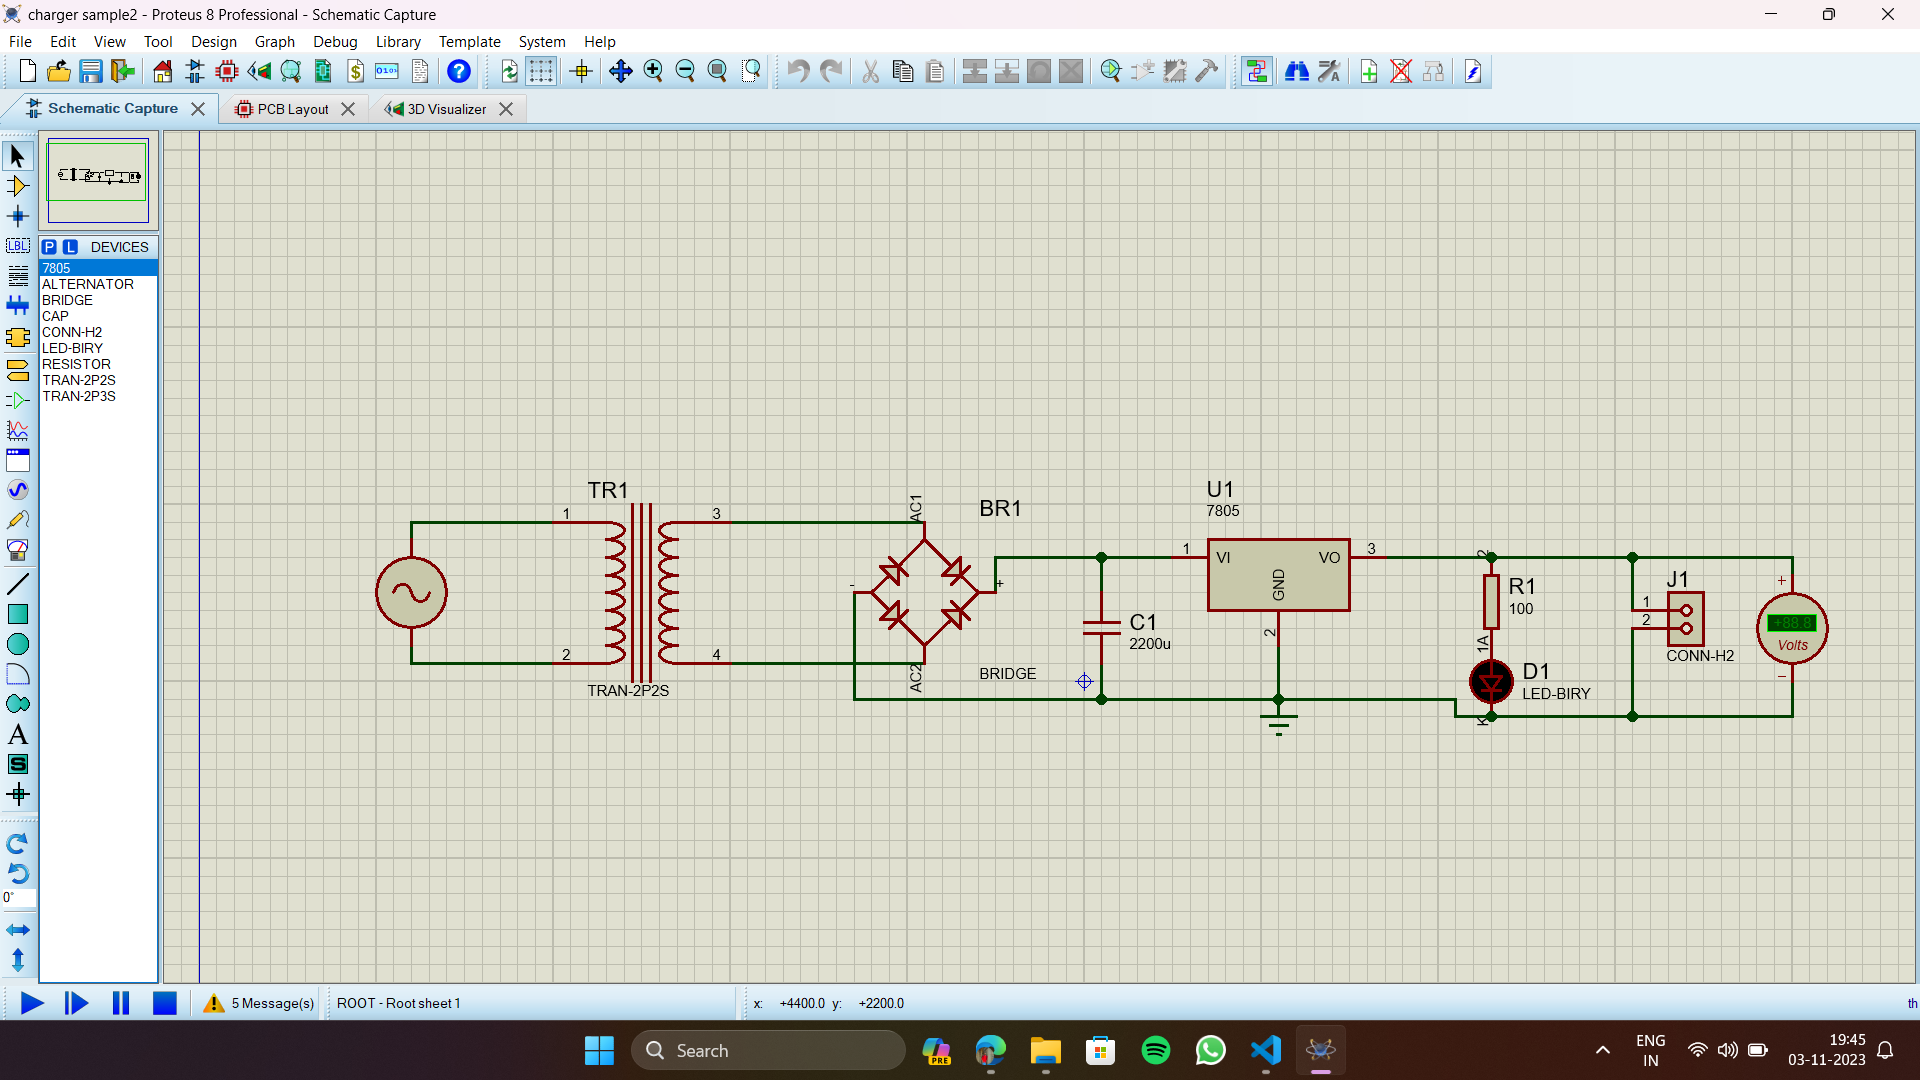 charger sample2 - Proteus 8 Professional - Schematic Capture
File Edit View Tool Design Graph Debug Library Template System Help
Schematic Capture PCB Layout 3D Visualizer
P L DEVICES
7805
ALTERNATOR
BRIDGE
CAP
CONN-H2
LED-BIRY
RESISTOR
TRAN-2P2S
TRAN-2P3S
LBL
A
S
0°
TR1
1
2
3
4
TRAN-2P2S
AC1
AC2
-
+
BR1
BRIDGE
C1
2200u
U1
7805
1
VI
VO
3
GND
2
2
R1
100
1A
D1
LED-BIRY
K
J1
1
2
CONN-H2
+
+88.8
Volts
−
5 Message(s) ROOT - Root sheet 1 x: +4400.0 y: +2200.0 th
Search
PRE
ENG
IN
19:45
03-11-2023